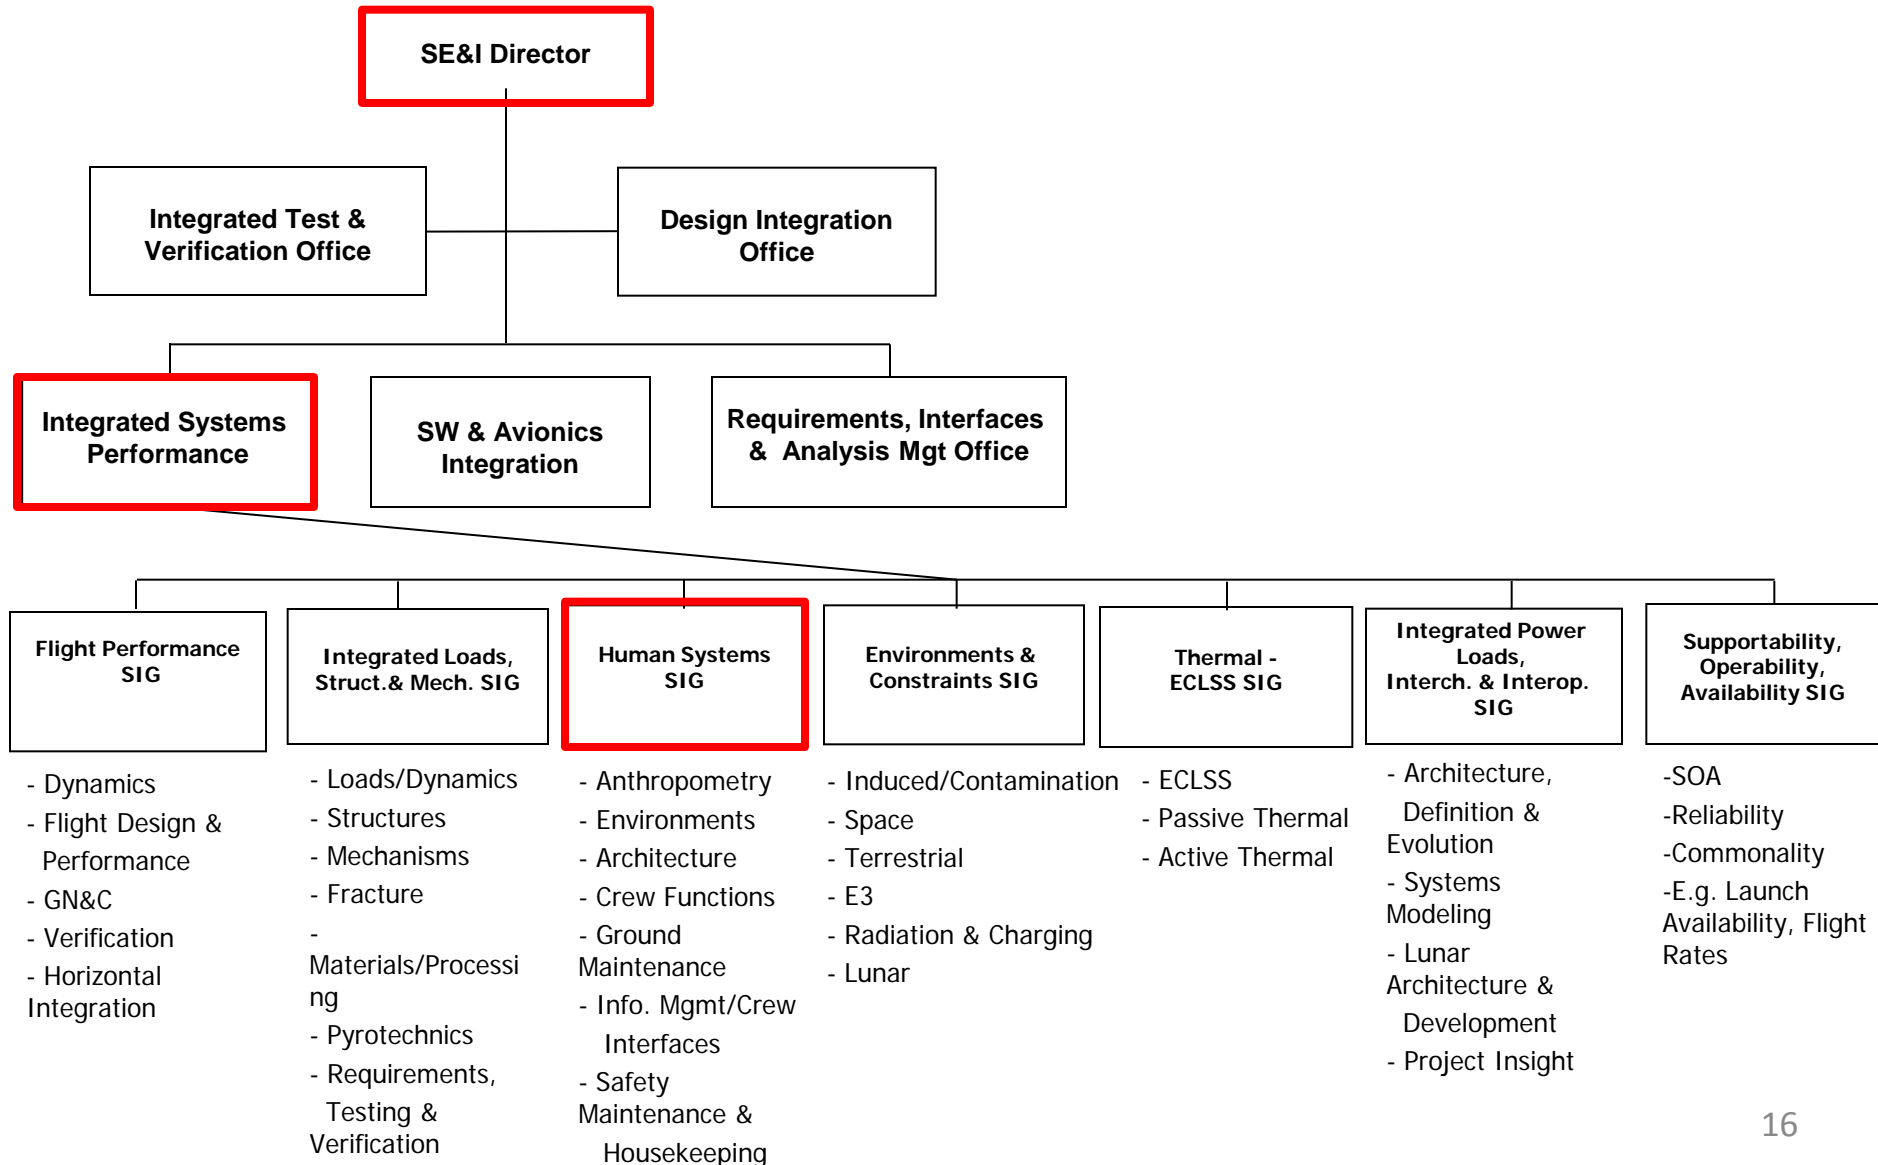 SE&I Director
Integrated Test &
Verification Office
Design Integration
Office
Integrated Systems
Performance
SW & Avionics
Integration
Requirements, Interfaces
& Analysis Mgt Office
Flight Performance
SIG
- Dynamics
- Flight Design &
Performance
- GN&C
- Verification
- Horizontal
Integration
Integrated Loads,
Struct.& Mech. SIG
- Loads/Dynamics
- Structures
- Mechanisms
- Fracture
-
Materials/Processi
ng
- Pyrotechnics
- Requirements,
Testing &
Verification
Human Systems
SIG
- Anthropometry
- Environments
- Architecture
- Crew Functions
- Ground
Maintenance
- Info. Mgmt/Crew
Interfaces
- Safety
Maintenance &
Housekeeping
Environments &
Constraints SIG
- Induced/Contamination
- Space
- Terrestrial
- E3
- Radiation & Charging
- Lunar
Thermal -
ECLSS SIG
- ECLSS
- Passive Thermal
- Active Thermal
Integrated Power
Loads,
Interch. & Interop.
SIG
- Architecture,
Definition &
Evolution
- Systems
Modeling
- Lunar
Architecture &
Development
- Project Insight
Supportability,
Operability,
Availability SIG
-SOA
-Reliability
-Commonality
-E.g. Launch
Availability, Flight
Rates
16